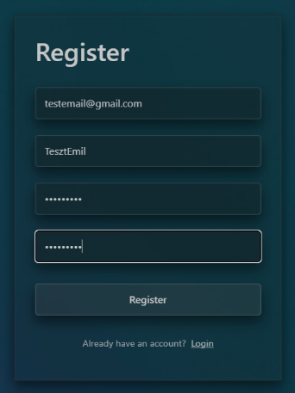 Register
testemail@gmail.com
TesztEmil
•••••••••
•••••••••
Register
Already have an account? Login